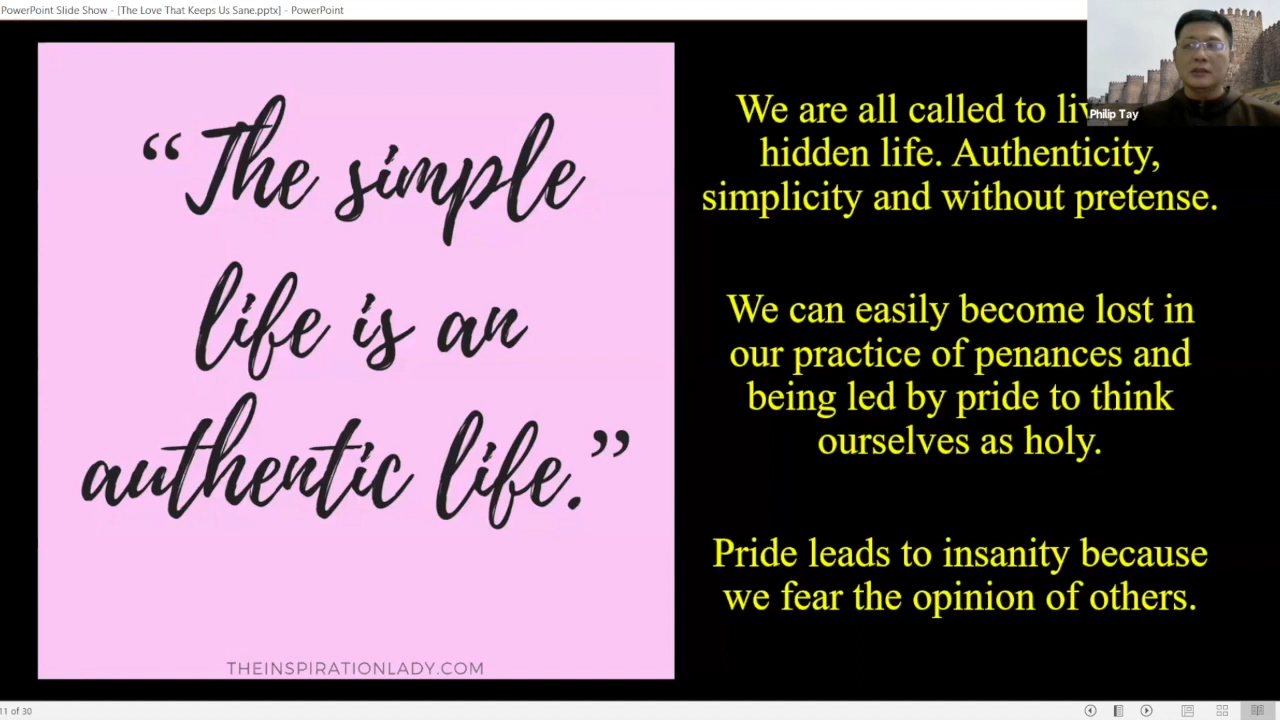 PowerPoint Slide Show - [The Love That Keeps Us Sane.pptx] - PowerPoint
“The simple
life is an
authentic life.”
THEINSPIRATIONLADY.COM
We are all called to
hidden life. Authenticity,
simplicity and without pretense.
We can easily become lost in
our practice of penances and
being led by pride to think
ourselves as holy.
Pride leads to insanity because
we fear the opinion of others.
Philip Tay
11 of 30